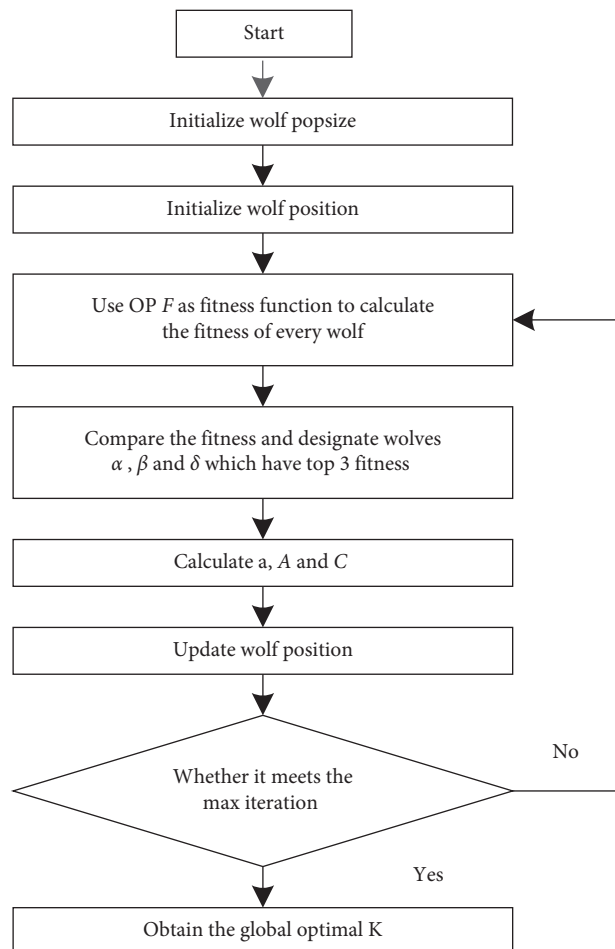 Start
Initialize wolf popsize
Initialize wolf position
Use OP F as fitness function to calculate
the fitness of every wolf
Compare the fitness and designate wolves
α , β and δ which have top 3 fitness
Calculate a, A and C
Update wolf position
Whether it meets the
max iteration
No
Yes
Obtain the global optimal K